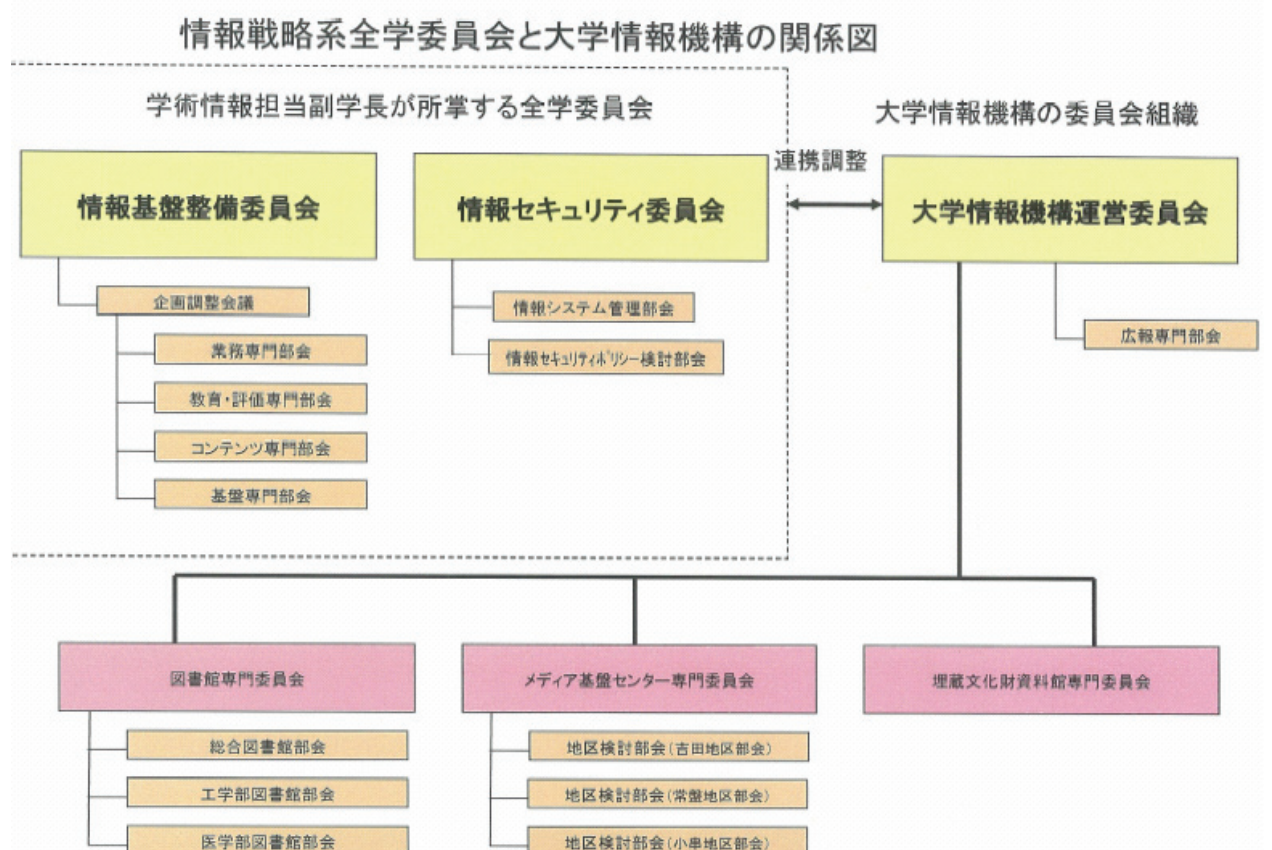 情報戦略系全学委員会と大学情報機構の関係図
学術情報担当副学長が所掌する全学委員会
大学情報機構の委員会組織
連携調整
情報基盤整備委員会
情報セキュリティ委員会
大学情報機構運営委員会
企画調整会議
業務専門部会
教育・評価専門部会
コンテンツ専門部会
基盤専門部会
情報システム管理部会
情報セキュリティポリシー検討部会
広報専門部会
図書館専門委員会
総合図書館部会
工学部図書館部会
医学部図書館部会
メディア基盤センター専門委員会
地区検討部会(吉田地区部会)
地区検討部会(常盤地区部会)
地区検討部会(小串地区部会)
埋蔵文化財資料館専門委員会